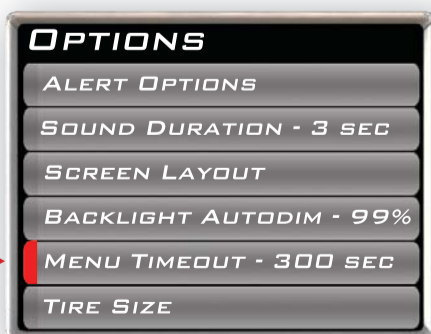 OPTIONS
ALERT OPTIONS
SOUND DURATION - 3 SEC
SCREEN LAYOUT
BACKLIGHT AUTODIM - 99%
MENU TIMEOUT - 300 SEC
TIRE SIZE